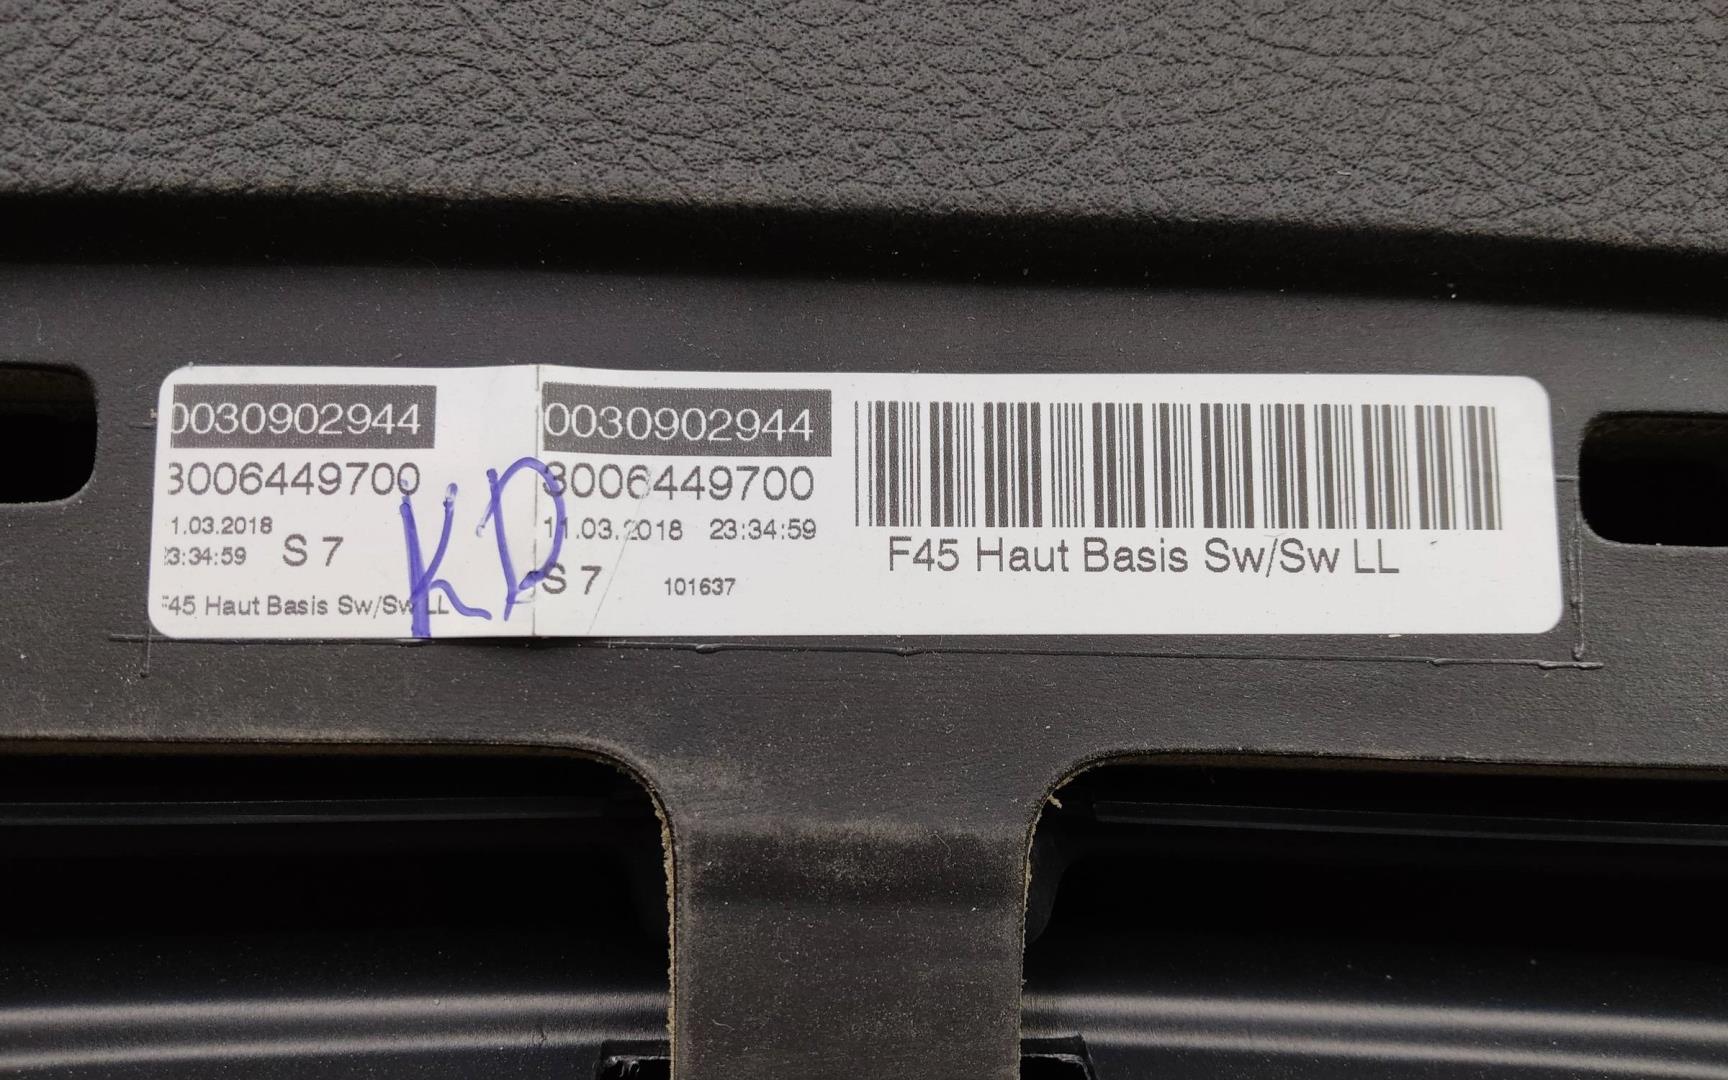 0030902944
3006449700
1.03.2018
23:34:59 S 7
F45 Haut Basis Sw/Sw LL
KD
0030902944
3006449700
11.03.2018 23:34:59
S 7 101637
F45 Haut Basis Sw/Sw LL